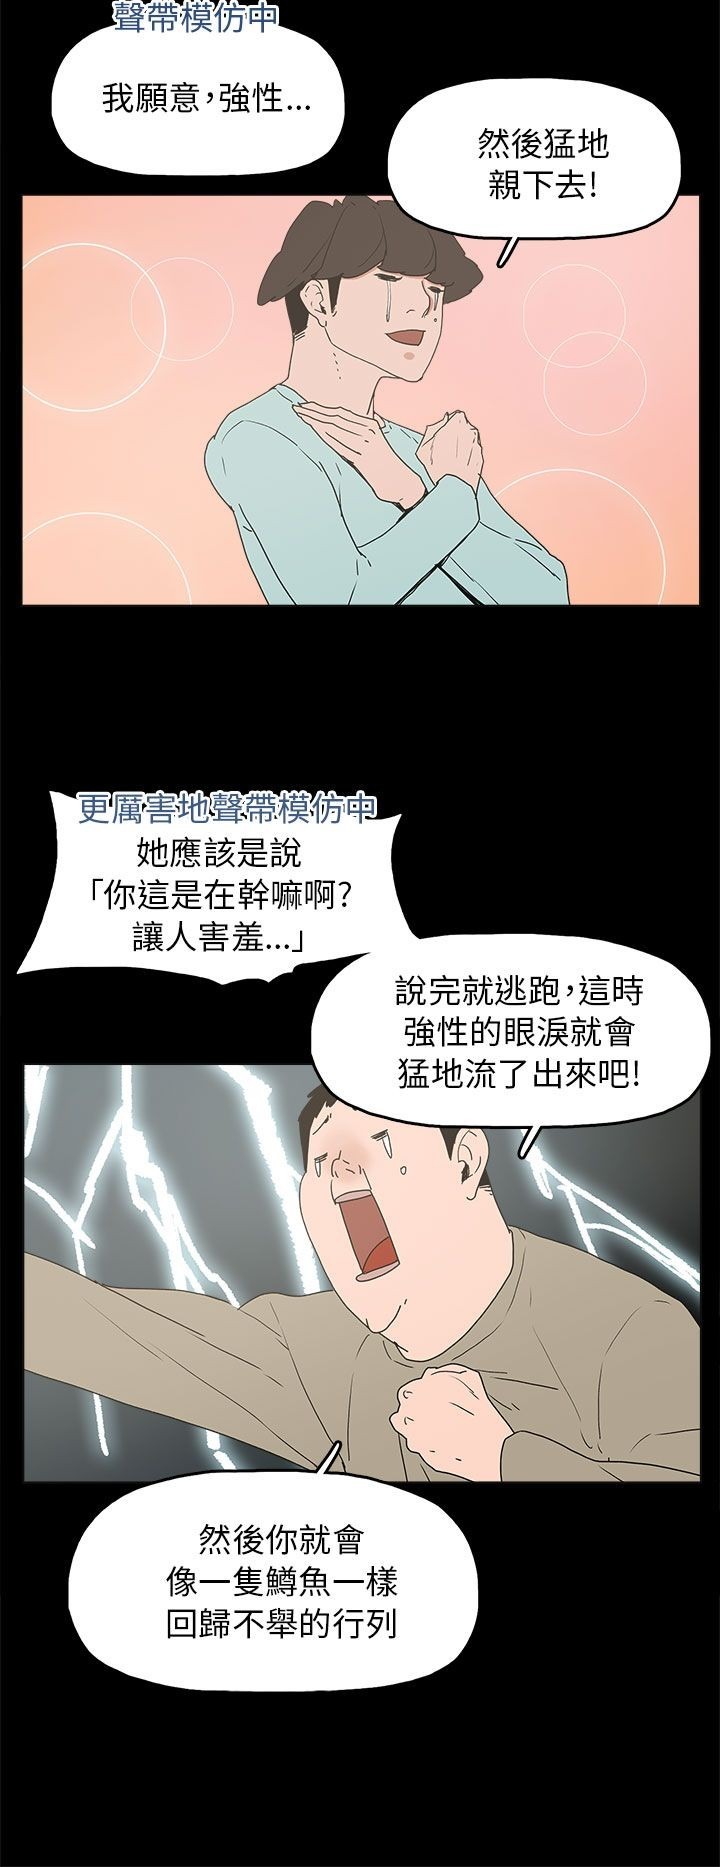 聲帶模仿中
我願意，強性...
然後猛地
親下去!
更厲害地聲帶模仿中
她應該是說
「你這是在幹嘛啊?
讓人害羞...」
說完就逃跑，這時
強性的眼淚就會
猛地流了出來吧!
然後你就會
像一隻鱒魚一樣
回歸不舉的行列